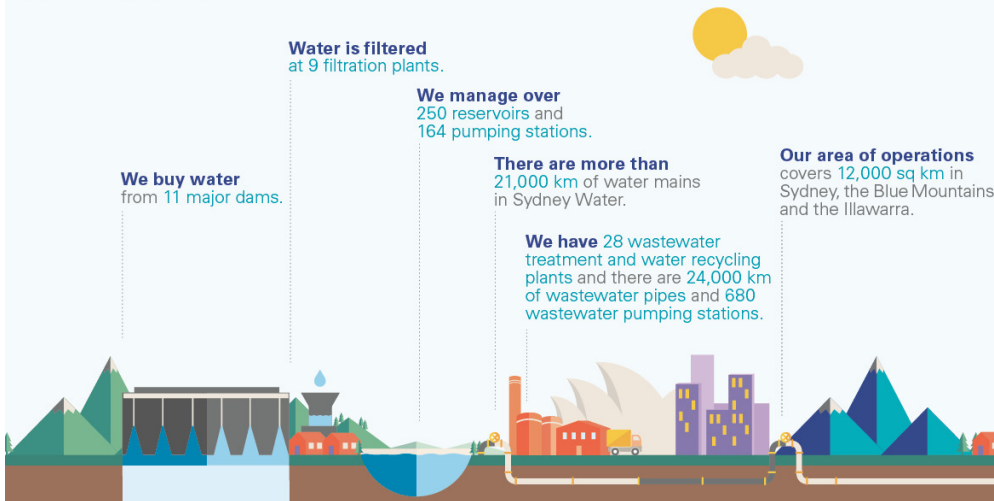 Water is filtered
at 9 filtration plants.
We manage over
250 reservoirs and
164 pumping stations.
We buy water
from 11 major dams.
There are more than
21,000 km of water mains
in Sydney Water.
Our area of operations
covers 12,000 sq km in
Sydney, the Blue Mountains
and the Illawarra.
We have 28 wastewater
treatment and water recycling
plants and there are 24,000 km
of wastewater pipes and 680
wastewater pumping stations.